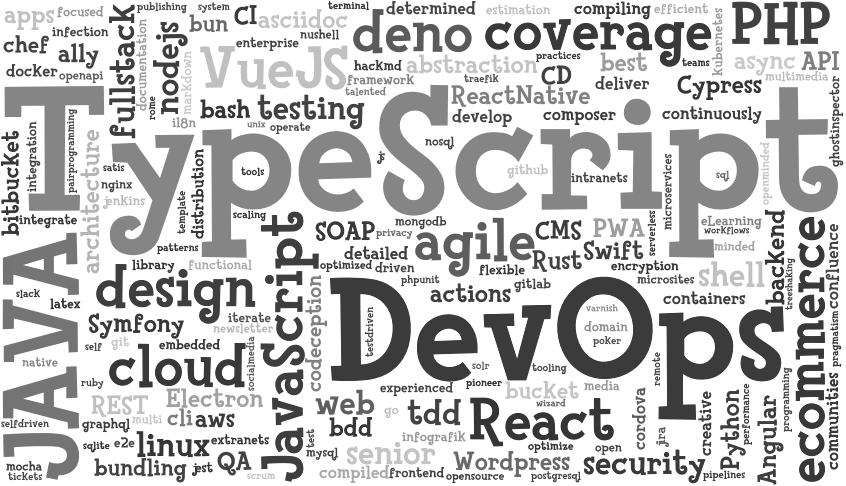 apps
focused
publishing
system
bun
CI
asciidoc
terminal
determined
estimation
compiling
efficient
PHP
chef
infection
ally
fullstack
documentation
rome
nodejs
markdown
enterprise
nushell
deno
coverage
practices
teams
kubernetes
async
API
multimedia
docker
openapi
VueJS
hackmd
framework
talented
abstraction
traefik
CD
best
deliver
Cypress
ghostinspector
bash
testing
il8n
unix
operate
ReactNative
develop
composer
continuously
TypeScript
bitbucket
integration
pairprogramming
architecture
satis
nginx
jenkins
template
distribution
tools
js
nosql
github
intranets
microservices
sql
openminded
integrate
patterns
scaling
JavaScript
SOAP
privacy
mongodb
agile
CMS
PWA
serverless
eLearning
workflows
minded
backend
treeshaking
ecommerce
confluence
pragmatism
JAVA
library
functional
optimized
detailed
driven
phpunit
flexible
Rust
Swift
encryption
microsites
shell
slack
latex
design
codeception
actions
gitlab
containers
Symfony
iterate
newsletter
DevOps
testdriven
varnish
domain
poker
self
git
embedded
socialmedia
native
cloud
solr
tooling
remote
ruby
experienced
pioneer
bucket
wizard
media
REST
Electron
multi
cli
aws
web
go
tdd
React
cordova
jira
creative
Python
performance
Angular
programming
communities
selfdriven
graphql
bdd
infografik
optimize
open
sqlite
e2e
linux
extranets
test
mysql
senior
Wordpress
security
mocha
tickets
bundling
jest
QA
scrum
compiled
frontend
opensource
postgresql
pipelines